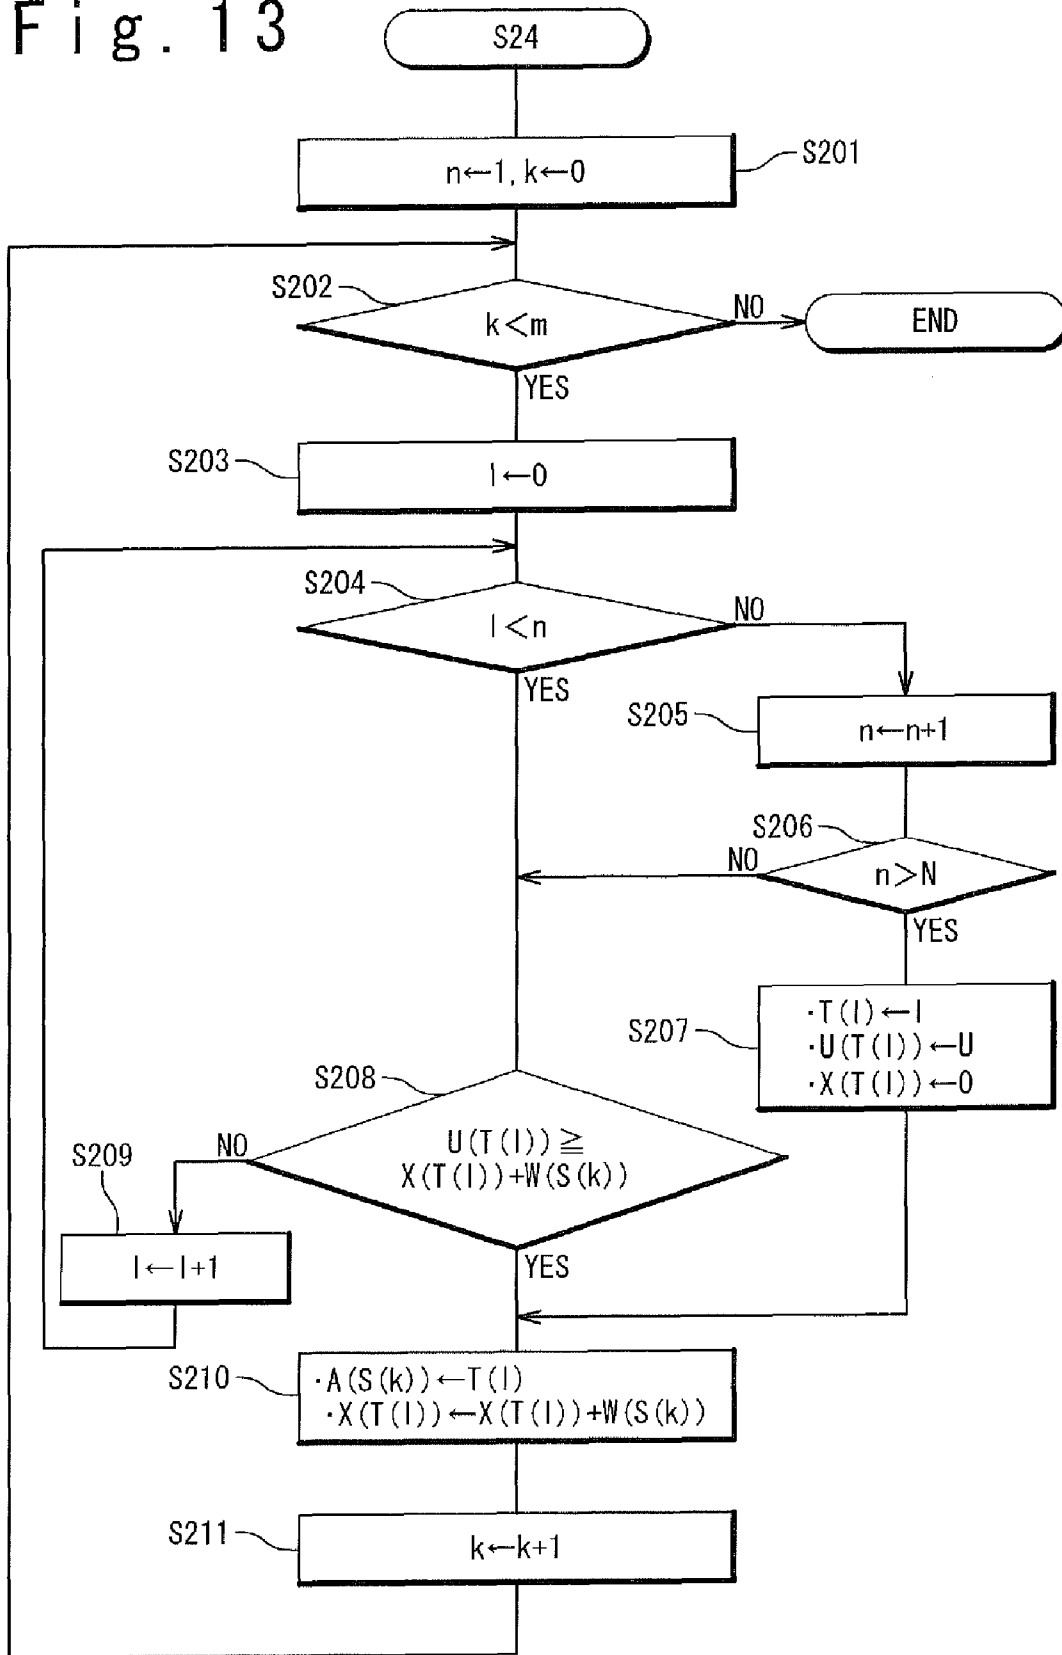 Fig. 13
S24
n←1, k←0
S201
S202
k<m
NO
END
YES
S203
l←0
S204
l<n
NO
YES
S205
n←n+1
S206
n>N
NO
YES
S207
·T(l)←l
·U(T(l))←U
·X(T(l))←0
S208
U(T(l))≧
X(T(l))+W(S(k))
NO
YES
S209
l←l+1
S210
·A(S(k))←T(l)
·X(T(l))←X(T(l))+W(S(k))
S211
k←k+1